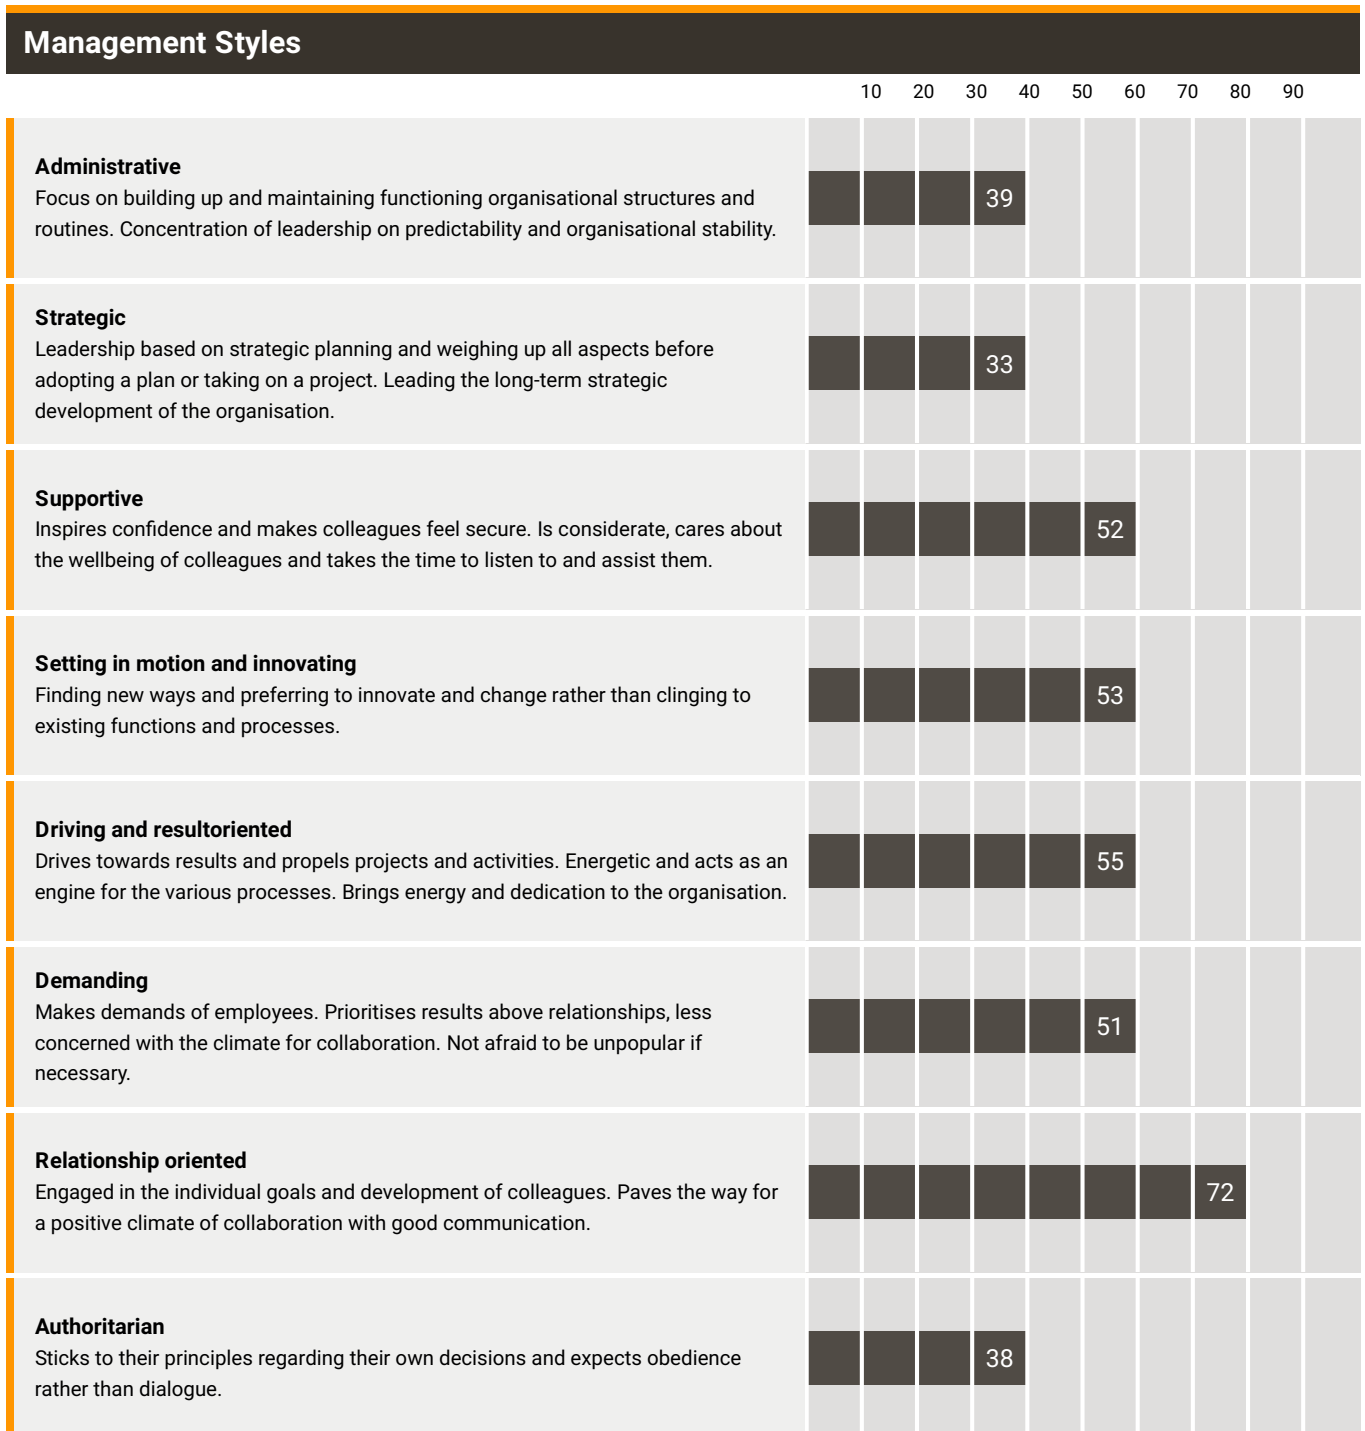 Management Styles
10 20 30 40 50 60 70 80 90
Administrative
Focus on building up and maintaining functioning organisational structures and
routines. Concentration of leadership on predictability and organisational stability.
39
Strategic
Leadership based on strategic planning and weighing up all aspects before
adopting a plan or taking on a project. Leading the long-term strategic
development of the organisation.
33
Supportive
Inspires confidence and makes colleagues feel secure. Is considerate, cares about
the wellbeing of colleagues and takes the time to listen to and assist them.
52
Setting in motion and innovating
Finding new ways and preferring to innovate and change rather than clinging to
existing functions and processes.
53
Driving and resultoriented
Drives towards results and propels projects and activities. Energetic and acts as an
engine for the various processes. Brings energy and dedication to the organisation.
55
Demanding
Makes demands of employees. Prioritises results above relationships, less
concerned with the climate for collaboration. Not afraid to be unpopular if
necessary.
51
Relationship oriented
Engaged in the individual goals and development of colleagues. Paves the way for
a positive climate of collaboration with good communication.
72
Authoritarian
Sticks to their principles regarding their own decisions and expects obedience
rather than dialogue.
38